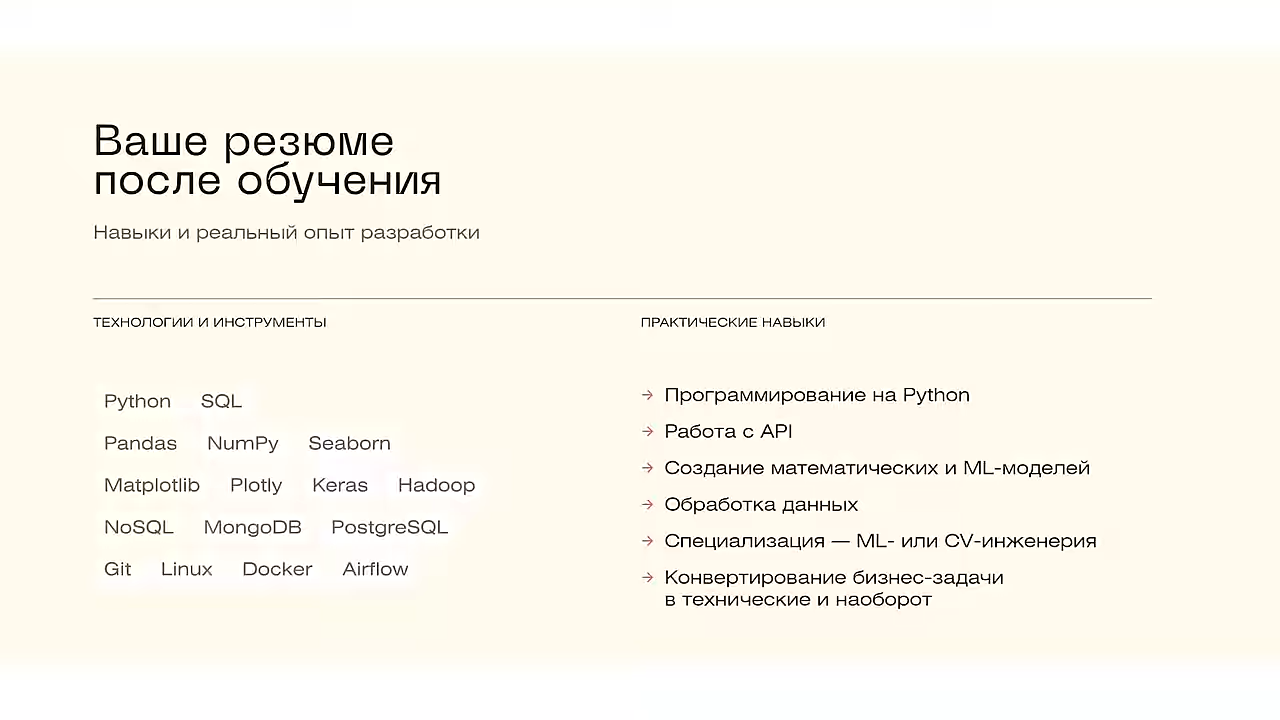 Ваше резюме
после обучения
Навыки и реальный опыт разработки
ТЕХНОЛОГИИ И ИНСТРУМЕНТЫ
Python SQL
Pandas NumPy Seaborn
Matplotlib Plotly Keras Hadoop
NoSQL MongoDB PostgreSQL
Git Linux Docker Airflow
ПРАКТИЧЕСКИЕ НАВЫКИ
→ Программирование на Python
→ Работа с API
→ Создание математических и ML-моделей
→ Обработка данных
→ Специализация — ML- или CV-инженерия
→ Конвертирование бизнес-задачи
в технические и наоборот